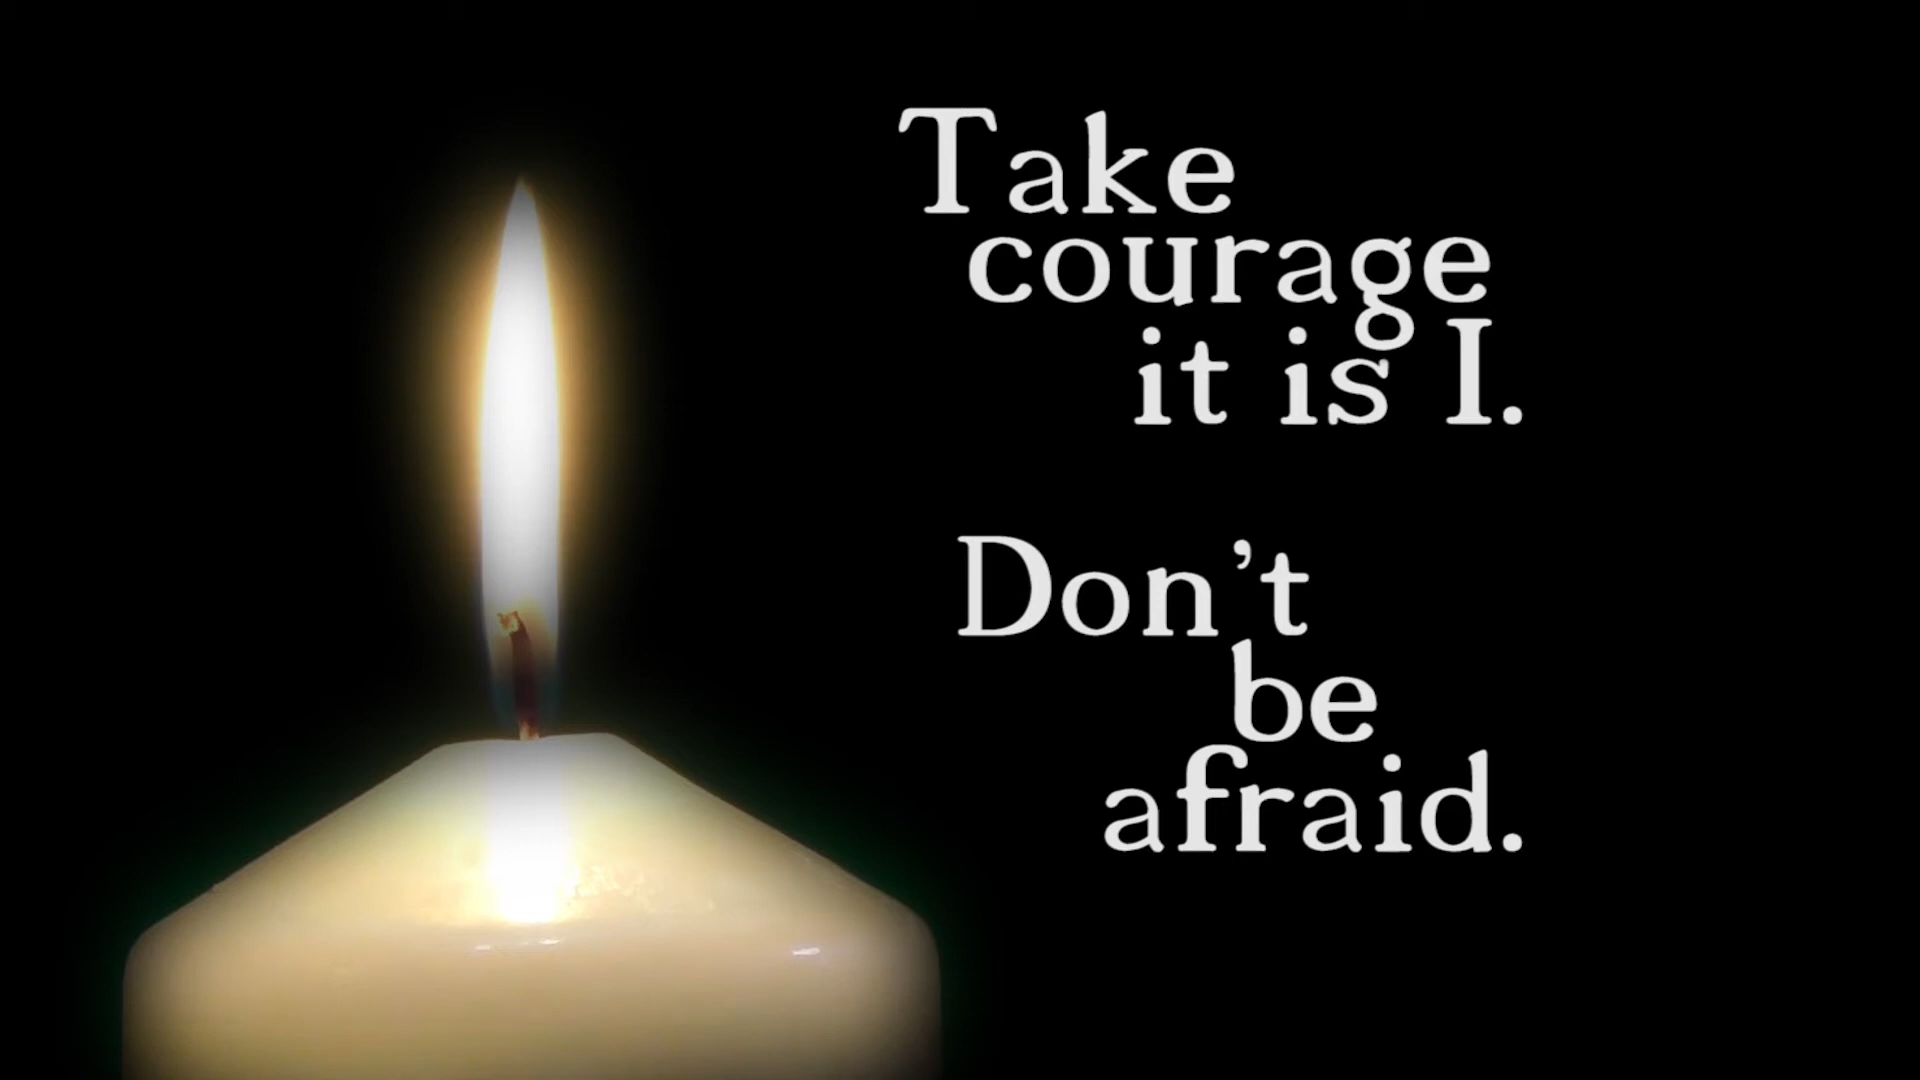 Take
courage
it is I.
Don't
be
afraid.